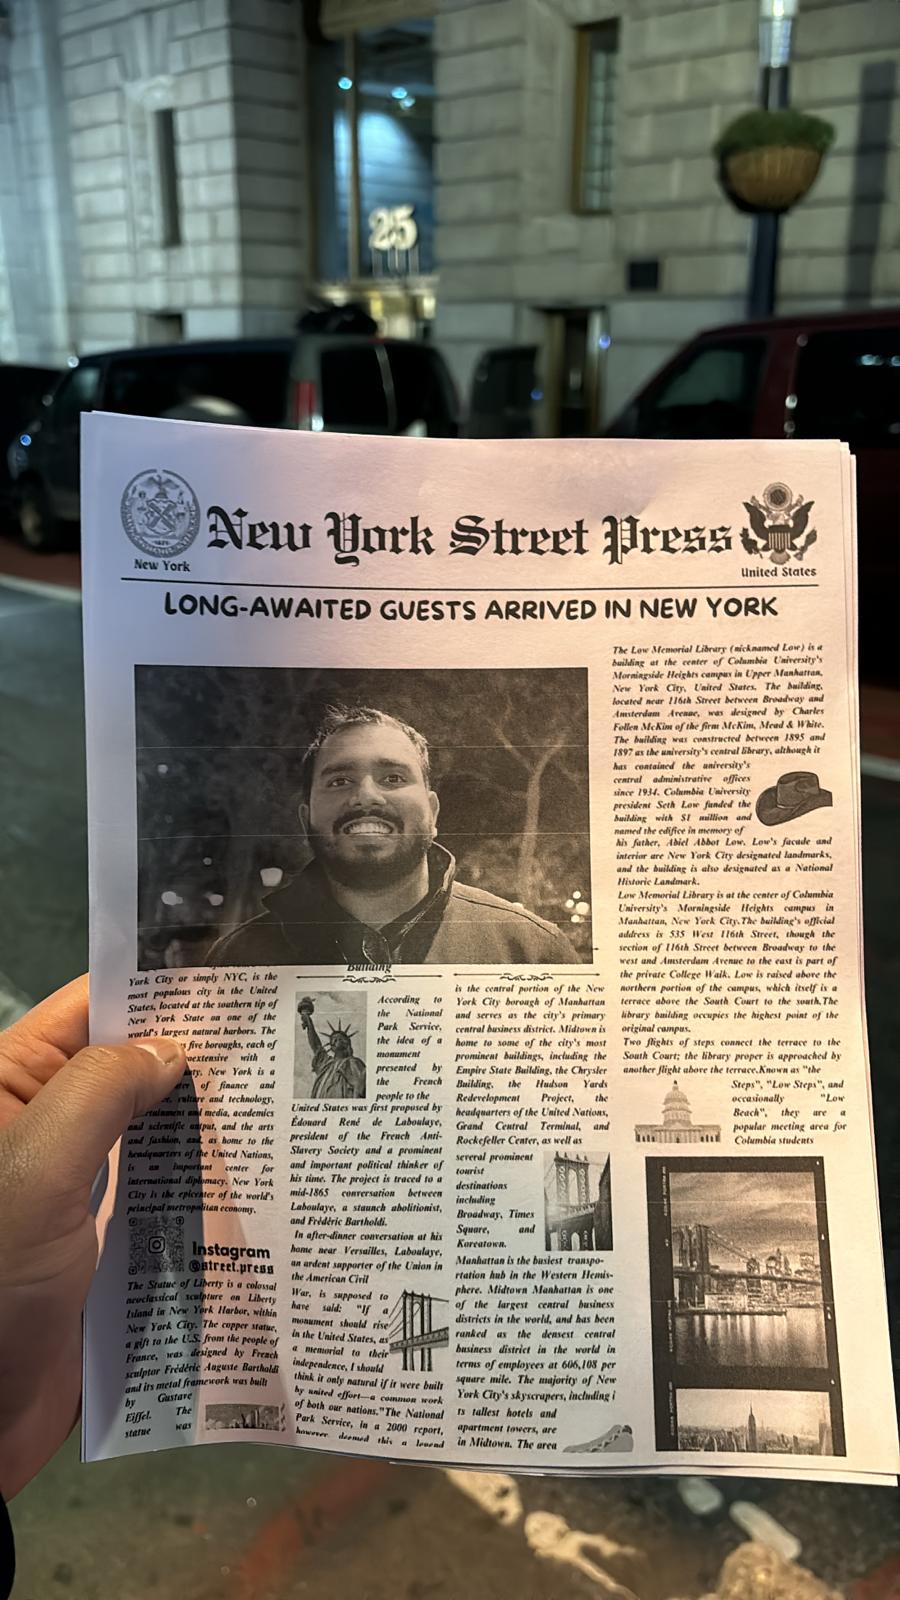 25
New York Street Press
New York
United States
LONG-AWAITED GUESTS ARRIVED IN NEW YORK
York City or simply NYC, is the
most populous city in the United
States, located at the southern tip of
New York State on one of the
world's largest natural harbors. The
five boroughs, each of
coextensive with a
New York is a
of finance and
culture and technology,
entertainment and media, academics
and scientific output, and the arts
and fashion, and, as home to the
headquarters of the United Nations,
is an important center for
international diplomacy. New York
City is the epicenter of the world's
principal metropolitan economy.
Instagram
@street.press
The Statue of Liberty is a colossal
neoclassical sculpture on Liberty
Island in New York Harbor, within
New York City. The copper statue,
a gift to the U.S. from the people of
France, was designed by French
sculptor Frédéric Auguste Bartholdi
and its metal framework was built
by Gustave
Eiffel. The
statue was
Building
According to
the National
Park Service,
the idea of a
monument
presented by
the French
people to the
United States was first proposed by
Édouard René de Laboulaye,
president of the French Anti-
Slavery Society and a prominent
and important political thinker of
his time. The project is traced to a
mid-1865 conversation between
Laboulaye, a staunch abolitionist,
and Frédéric Bartholdi.
In after-dinner conversation at his
home near Versailles, Laboulaye,
an ardent supporter of the Union in
the American Civil
War, is supposed to
have said: "If a
monument should rise
in the United States, as
a memorial to their
independence, I should
think it only natural if it were built
by united effort—a common work
of both our nations."The National
Park Service, in a 2000 report,
however, deemed this a legend
is the central portion of the New
York City borough of Manhattan
and serves as the city's primary
central business district. Midtown is
home to some of the city's most
prominent buildings, including the
Empire State Building, the Chrysler
Building, the Hudson Yards
Redevelopment Project, the
headquarters of the United Nations,
Grand Central Terminal, and
Rockefeller Center, as well as
several prominent
tourist
destinations
including
Broadway, Times
Square, and
Koreatown.
Manhattan is the busiest transpo-
rtation hub in the Western Hemis-
phere. Midtown Manhattan is one
of the largest central business
districts in the world, and has been
ranked as the densest central
business district in the world in
terms of employees at 606,108 per
square mile. The majority of New
York City's skyscrapers, including i
ts tallest hotels and
apartment towers, are
in Midtown. The area
The Low Memorial Library (nicknamed Low) is a
building at the center of Columbia University's
Morningside Heights campus in Upper Manhattan,
New York City, United States. The building,
located near 116th Street between Broadway and
Amsterdam Avenue, was designed by Charles
Follen McKim of the firm McKim, Mead & White.
The building was constructed between 1895 and
1897 as the university's central library, although it
has contained the university's
central administrative offices
since 1934. Columbia University
president Seth Low funded the
building with $1 million and
named the edifice in memory of
his father, Abiel Abbot Low. Low's facade and
interior are New York City designated landmarks,
and the building is also designated as a National
Historic Landmark.
Low Memorial Library is at the center of Columbia
University's Morningside Heights campus in
Manhattan, New York City.The building's official
address is 535 West 116th Street, though the
section of 116th Street between Broadway to the
west and Amsterdam Avenue to the east is part of
the private College Walk. Low is raised above the
northern portion of the campus, which itself is a
terrace above the South Court to the south.The
library building occupies the highest point of the
original campus.
Two flights of steps connect the terrace to the
South Court; the library proper is approached by
another flight above the terrace.Known as "the
Steps", "Low Steps", and
occasionally "Low
Beach", they are a
popular meeting area for
Columbia students